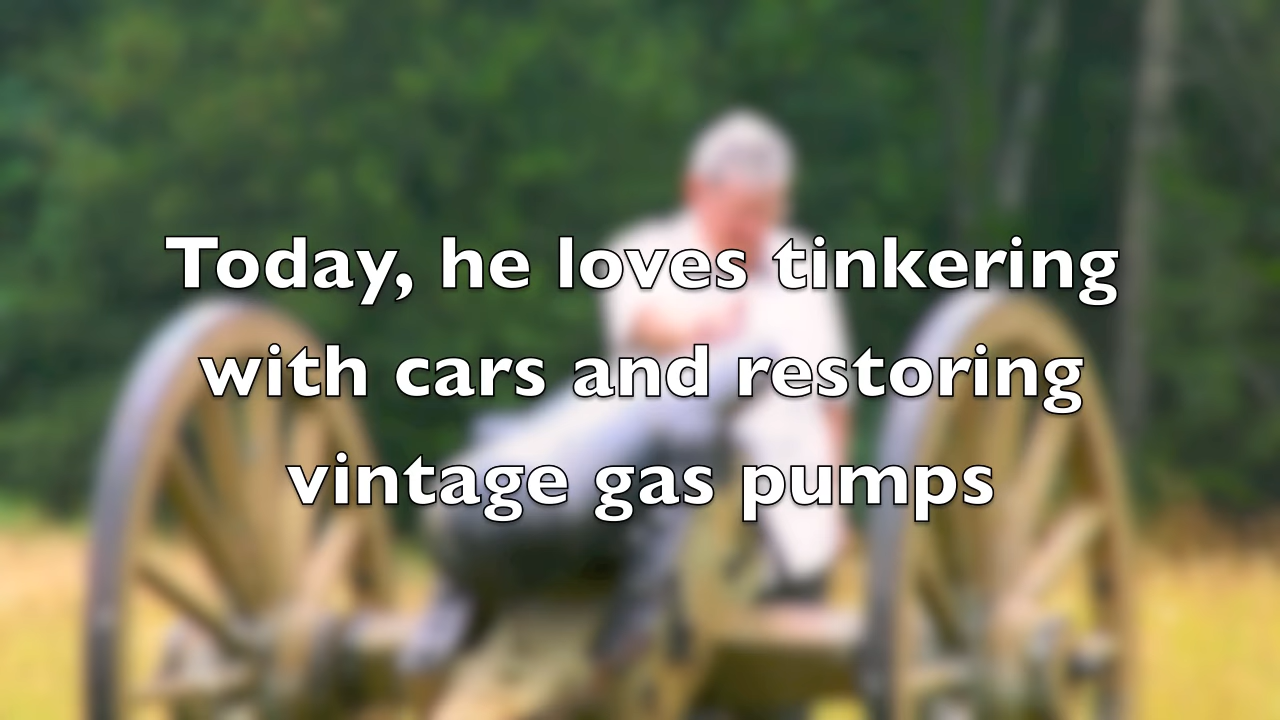 Today, he loves tinkering
with cars and restoring
vintage gas pumps